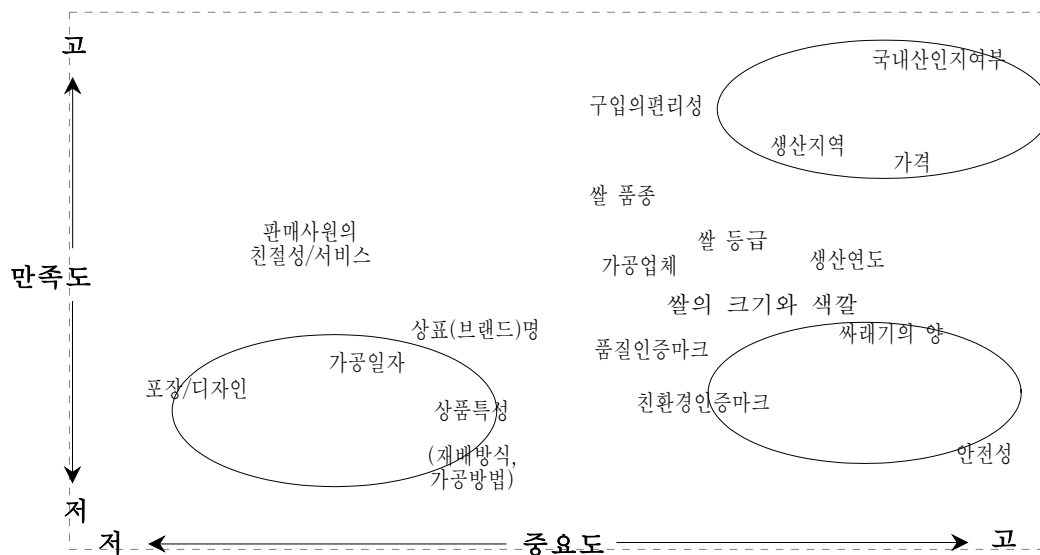 고
국내산인지여부
구입의편리성
생산지역
가격
쌀 품종
판매사원의
친절성/서비스
쌀 등급
가공업체
생산연도
만족도
쌀의 크기와 색깔
상표(브랜드)명
싸래기의 양
품질인증마크
가공일자
포장/디자인
친환경인증마크
상품특성
(재배방식,
가공방법)
안전성
저
저
중요도
고